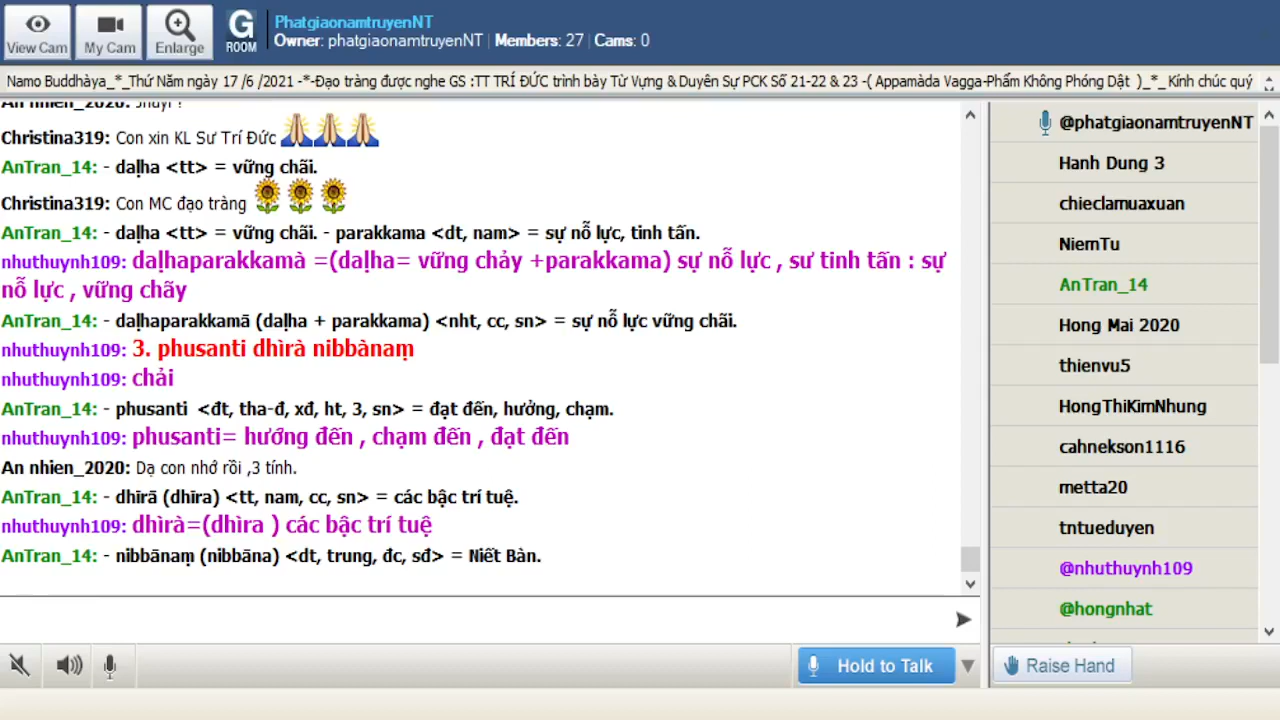 PhatgiaonamtruyenNT
Owner: phatgiaonamtruyenNT | Members: 27 | Cams: 0
View Cam
My Cam
Enlarge
G ROOM
Namo Buddhàya_*_Thứ Năm ngày 17 /6 /2021 -*-Đạo tràng được nghe GS :TT TRÍ ĐỨC trình bày Từ Vựng & Duyên Sự PCK Số 21-22 & 23 -( Appamàda Vagga-Phẩm Không Phóng Dật )_*_Kính chúc quý
Christina319: Con xin KL Sư Trí Đức
AnTran_14: - daḷha <tt> = vững chãi.
Christina319: Con MC đạo tràng
AnTran_14: - daḷha <tt> = vững chãi. - parakkama <dt, nam> = sự nỗ lực, tinh tấn.
nhuthuynh109: daḷhaparakkamà =(daḷha= vững chảy +parakkama) sự nỗ lực , sư tinh tấn : sự
nỗ lực , vững chãy
AnTran_14: - daḷhaparakkamā (daḷha + parakkama) <nht, cc, sn> = sự nỗ lực vững chãi.
nhuthuynh109: 3. phusanti dhìrà nibbànaṃ
nhuthuynh109: chải
AnTran_14: - phusanti <đt, tha-đ, xđ, ht, 3, sn> = đạt đến, hưởng, chạm.
nhuthuynh109: phusanti= hướng đến , chạm đến , đạt đến
An nhien_2020: Dạ con nhớ rồi ,3 tính.
AnTran_14: - dhīrā (dhīra) <tt, nam, cc, sn> = các bậc trí tuệ.
nhuthuynh109: dhìrà=(dhìra ) các bậc trí tuệ
AnTran_14: - nibbānaṃ (nibbāna) <dt, trung, đc, sđ> = Niết Bàn.
@phatgiaonamtruyenNT
Hanh Dung 3
chieclamuaxuan
NiemTu
AnTran_14
Hong Mai 2020
thienvu5
HongThiKimNhung
cahnekson1116
metta20
tntueduyen
@nhuthuynh109
@hongnhat
Hold to Talk
Raise Hand